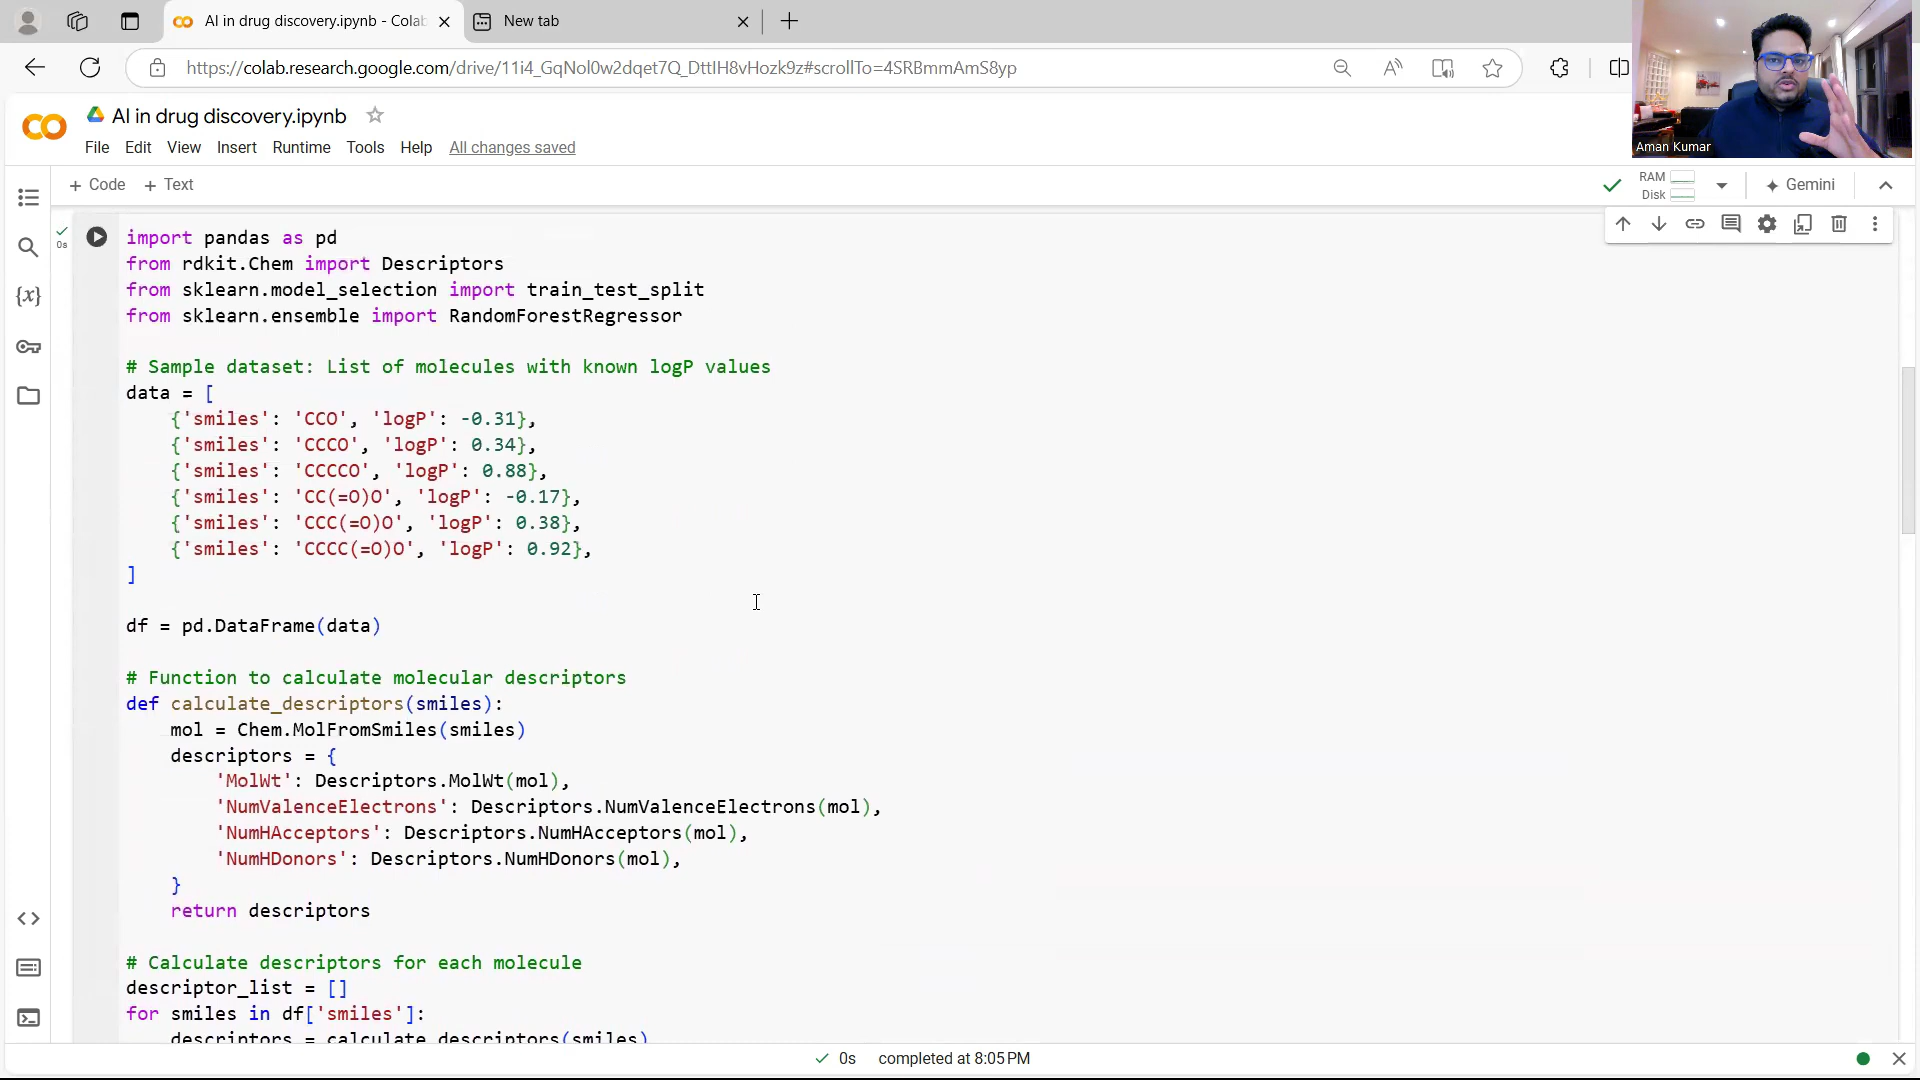 AI in drug discovery.ipynb - Colab
New tab
https://colab.research.google.com/drive/11i4_GqNol0w2dqet7Q_DttIH8vHozk9z#scrollTo=4SRBmmAmS8yp
Aman Kumar
AI in drug discovery.ipynb
File Edit View Insert Runtime Tools Help All changes saved
+ Code + Text
RAM
Disk
Gemini
0s
import pandas as pd
from rdkit.Chem import Descriptors
from sklearn.model_selection import train_test_split
from sklearn.ensemble import RandomForestRegressor
# Sample dataset: List of molecules with known logP values
data = [
{'smiles': 'CCO', 'logP': -0.31},
{'smiles': 'CCCO', 'logP': 0.34},
{'smiles': 'CCCCO', 'logP': 0.88},
{'smiles': 'CC(=O)O', 'logP': -0.17},
{'smiles': 'CCC(=O)O', 'logP': 0.38},
{'smiles': 'CCCC(=O)O', 'logP': 0.92},
]
df = pd.DataFrame(data)
# Function to calculate molecular descriptors
def calculate_descriptors(smiles):
mol = Chem.MolFromSmiles(smiles)
descriptors = {
'MolWt': Descriptors.MolWt(mol),
'NumValenceElectrons': Descriptors.NumValenceElectrons(mol),
'NumHAcceptors': Descriptors.NumHAcceptors(mol),
'NumHDonors': Descriptors.NumHDonors(mol),
}
return descriptors
# Calculate descriptors for each molecule
descriptor_list = []
for smiles in df['smiles']:
descriptors = calculate_descriptors(smiles)
0s completed at 8:05 PM